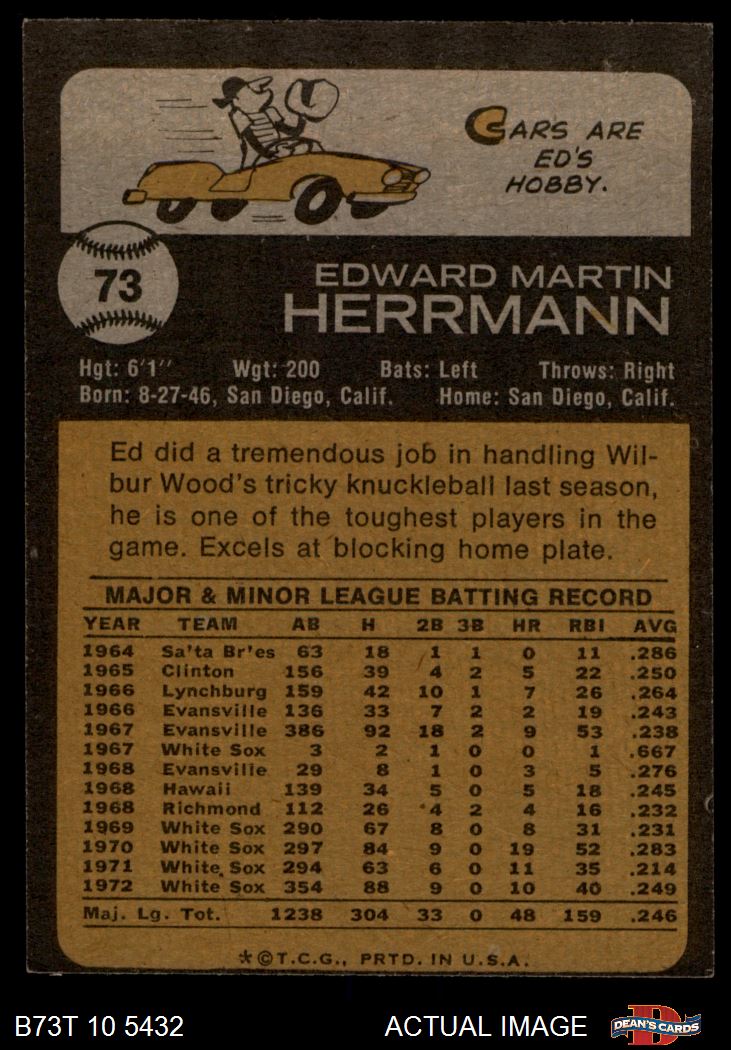 CARS ARE
ED'S
HOBBY.
73
EDWARD MARTIN
HERRMANN
Hgt: 6'1" Wgt: 200 Bats: Left Throws: Right
Born: 8-27-46, San Diego, Calif. Home: San Diego, Calif.
Ed did a tremendous job in handling Wil-
bur Wood's tricky knuckleball last season,
he is one of the toughest players in the
game. Excels at blocking home plate.
MAJOR & MINOR LEAGUE BATTING RECORD
YEAR TEAM AB H 2B 3B HR RBI AVG
1964 Sa'ta Br'es 63 18 1 1 0 11 .286
1965 Clinton 156 39 4 2 5 22 .250
1966 Lynchburg 159 42 10 1 7 26 .264
1966 Evansville 136 33 7 2 2 19 .243
1967 Evansville 386 92 18 2 9 53 .238
1967 White Sox 3 2 1 0 0 1 .667
1968 Evansville 29 8 1 0 3 5 .276
1968 Hawaii 139 34 5 0 5 18 .245
1968 Richmond 112 26 4 2 4 16 .232
1969 White Sox 290 67 8 0 8 31 .231
1970 White Sox 297 84 9 0 19 52 .283
1971 White Sox 294 63 6 0 11 35 .214
1972 White Sox 354 88 9 0 10 40 .249
Maj. Lg. Tot. 1238 304 33 0 48 159 .246
*©T.C.G., PRTD. IN U.S.A.
B73T 10 5432 ACTUAL IMAGE DEAN'S CARDS